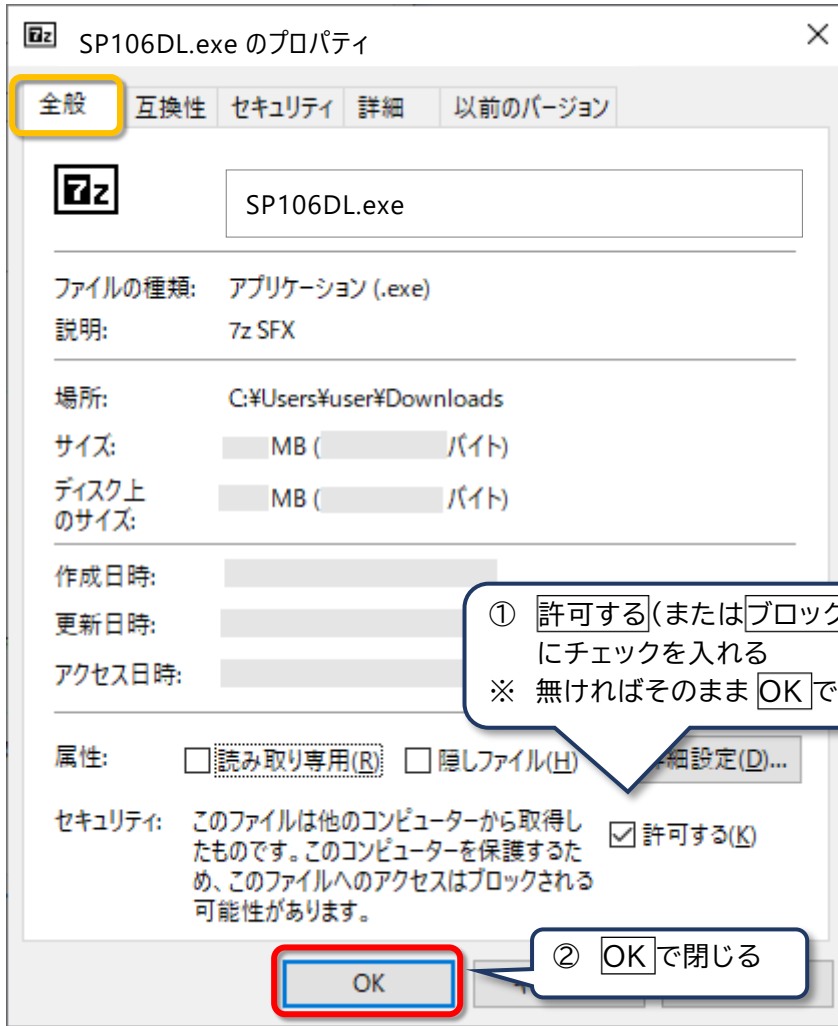 SP106DL.exe のプロパティ
全般 互換性 セキュリティ 詳細 以前のバージョン
7z
SP106DL.exe
ファイルの種類: アプリケーション (.exe)
説明: 7z SFX
場所: C:¥Users¥user¥Downloads
サイズ: MB ( バイト)
ディスク上
のサイズ: MB ( バイト)
作成日時:
更新日時:
アクセス日時:
① 許可する(またはブロック
にチェックを入れる
※ 無ければそのまま OK で
属性: 読み取り専用(R) 隠しファイル(H) 細設定(D)...
セキュリティ: このファイルは他のコンピューターから取得し
たものです。このコンピューターを保護するた
め、このファイルへのアクセスはブロックされる
可能性があります。
許可する(K)
② OK で閉じる
OK